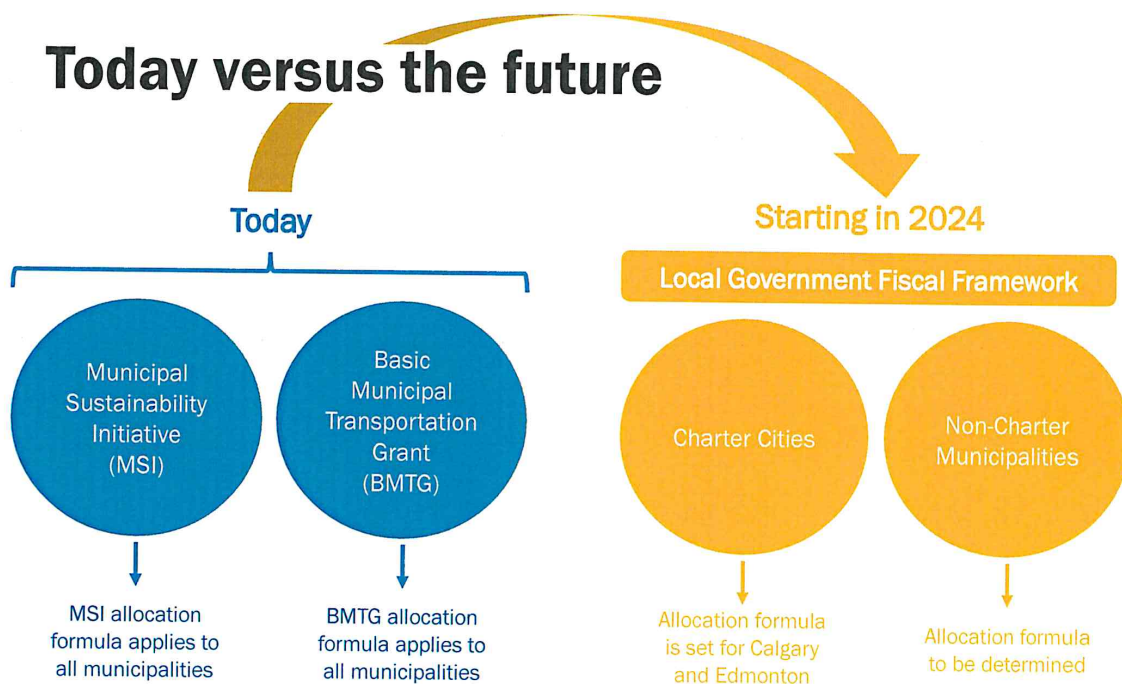 Today versus the future
Today
Municipal
Sustainability
Initiative
(MSI)
Basic
Municipal
Transportation
Grant
(BMTG)
MSI allocation
formula applies to
all municipalities
BMTG allocation
formula applies to
all municipalities
Starting in 2024
Local Government Fiscal Framework
Charter Cities
Non-Charter
Municipalities
Allocation formula
is set for Calgary
and Edmonton
Allocation formula
to be determined